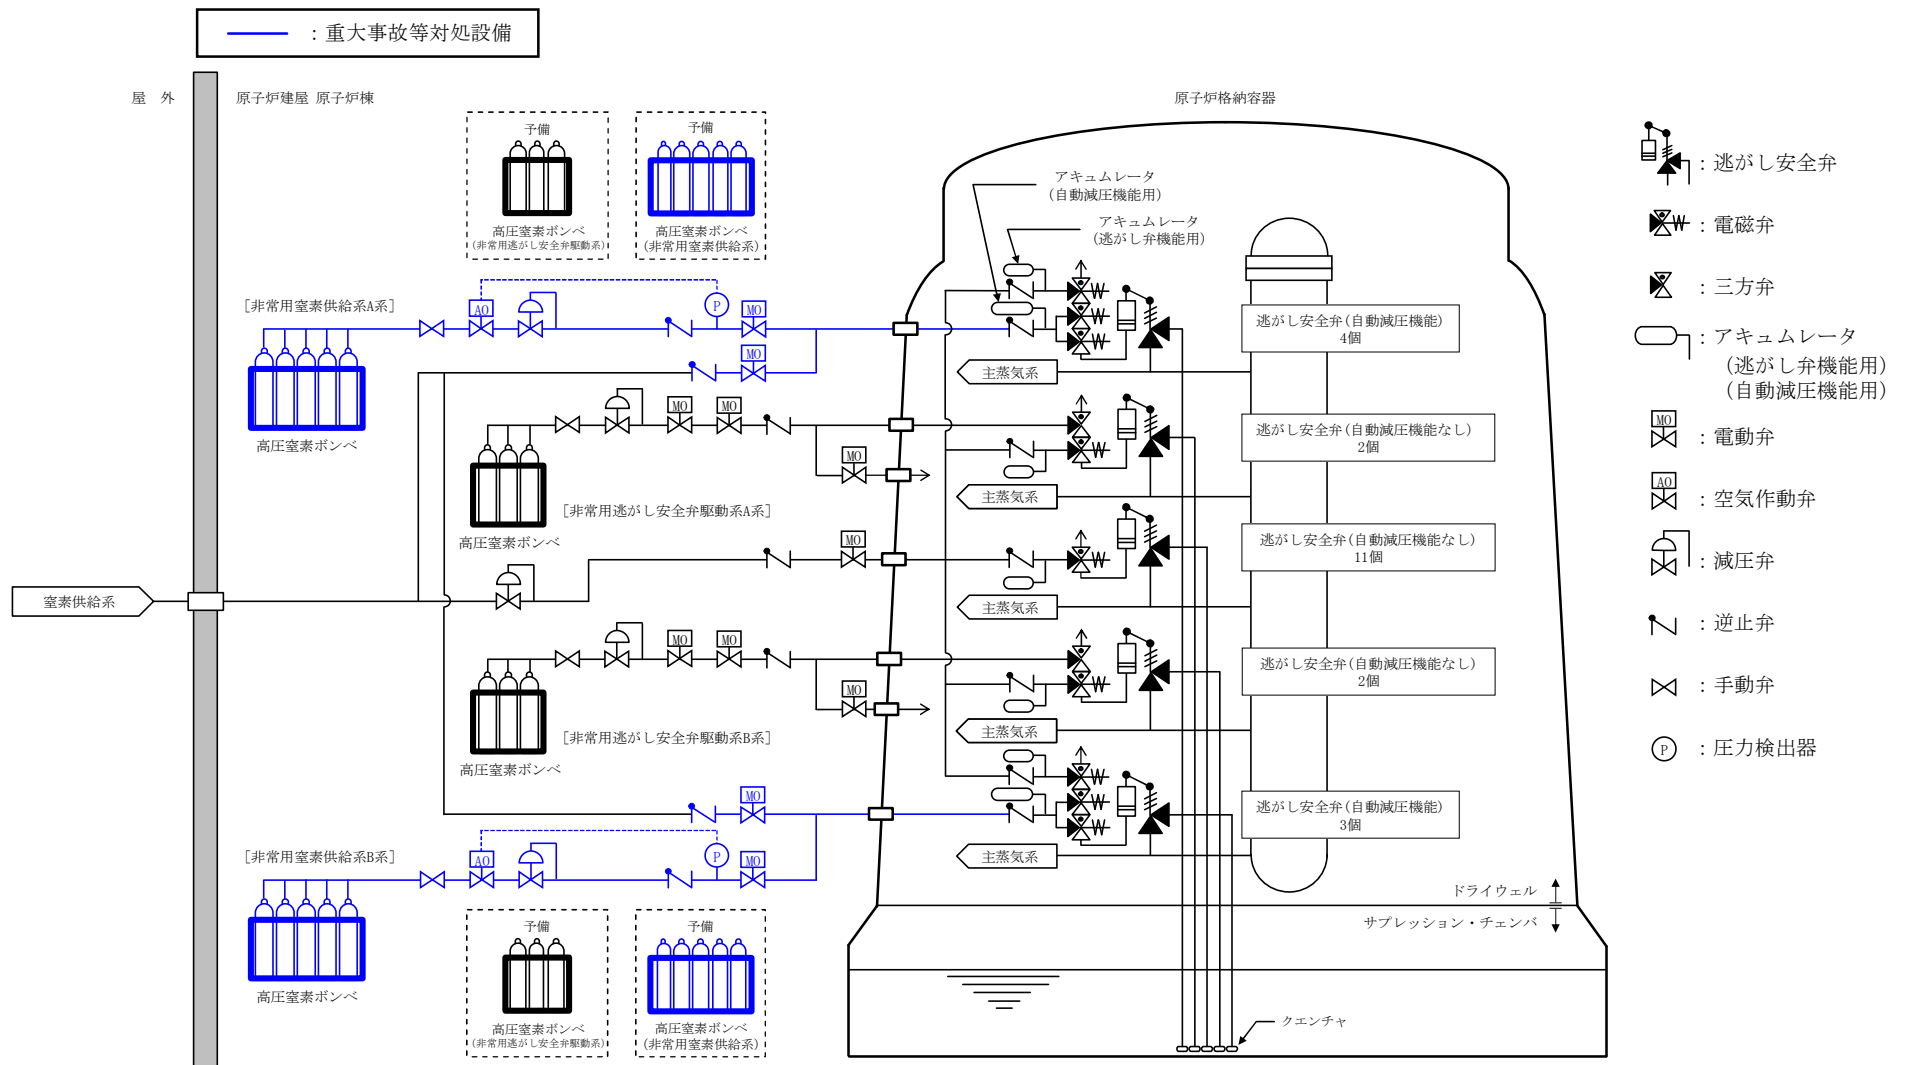 ：重大事故等対処設備
屋　外
原子炉建屋 原子炉棟
原子炉格納容器
予備
高圧窒素ボンベ
(非常用逃がし安全弁駆動系)
予備
高圧窒素ボンベ
(非常用窒素供給系)
アキュムレータ
(自動減圧機能用)
アキュムレータ
(逃がし弁機能用)
[非常用窒素供給系A系]
AO
P
MO
MO
高圧窒素ボンベ
逃がし安全弁(自動減圧機能)
4個
主蒸気系
MO
MO
MO
[非常用逃がし安全弁駆動系A系]
高圧窒素ボンベ
逃がし安全弁(自動減圧機能なし)
2個
主蒸気系
MO
逃がし安全弁(自動減圧機能なし)
11個
主蒸気系
窒素供給系
MO
MO
MO
[非常用逃がし安全弁駆動系B系]
高圧窒素ボンベ
逃がし安全弁(自動減圧機能なし)
2個
主蒸気系
MO
逃がし安全弁(自動減圧機能)
3個
主蒸気系
[非常用窒素供給系B系]
AO
P
MO
高圧窒素ボンベ
予備
高圧窒素ボンベ
(非常用逃がし安全弁駆動系)
予備
高圧窒素ボンベ
(非常用窒素供給系)
ドライウェル
サプレッション・チェンバ
クエンチャ
：逃がし安全弁
：電磁弁
：三方弁
：アキュムレータ
(逃がし弁機能用)
(自動減圧機能用)
MO
：電動弁
AO
：空気作動弁
：減圧弁
：逆止弁
：手動弁
P
：圧力検出器